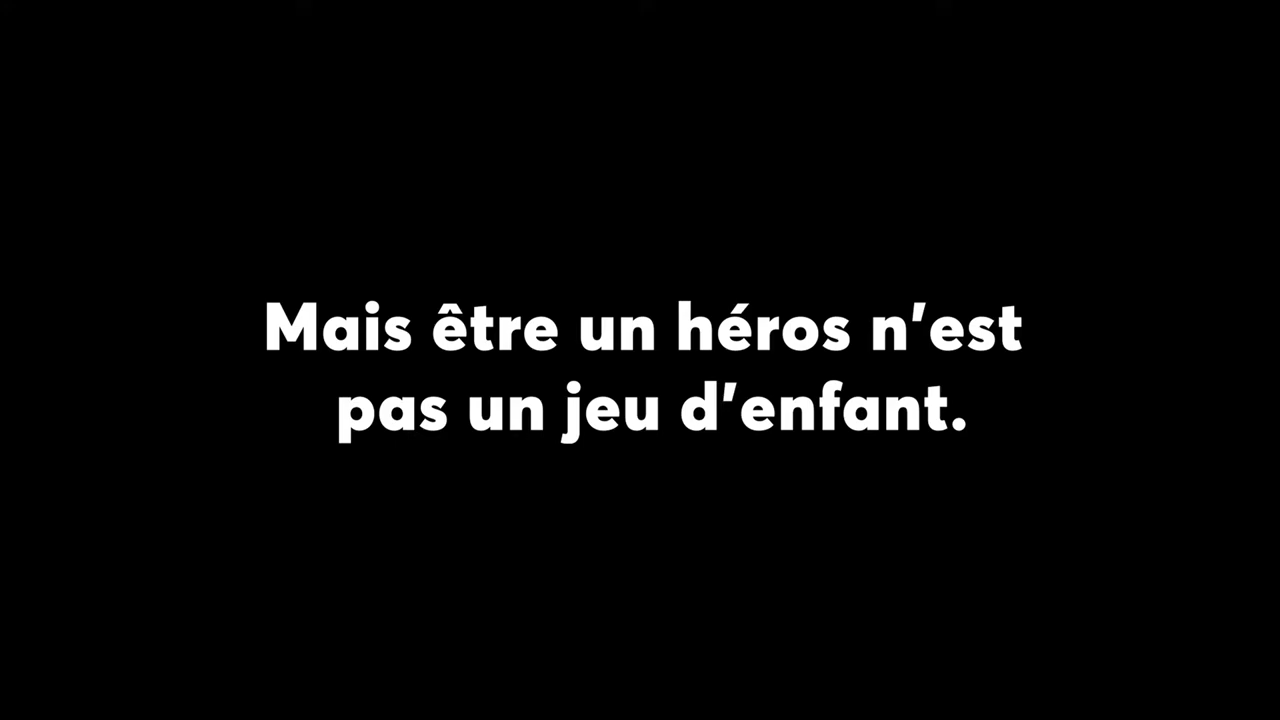 Mais être un héros n’est
pas un jeu d’enfant.